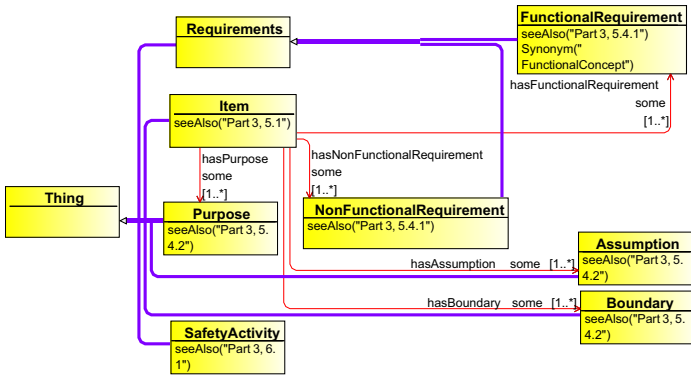 FunctionalRequirement
seeAlso("Part 3, 5.4.1")
Synonym("
FunctionalConcept")
Requirements
hasFunctionalRequirement
some
[1..*]
Item
seeAlso("Part 3, 5.1")
hasPurpose
some
[1..*]
hasNonFunctionalRequirement
some
[1..*]
Thing
Purpose
seeAlso("Part 3, 5.
4.2")
NonFunctionalRequirement
seeAlso("Part 3, 5.4.1")
Assumption
seeAlso("Part 3, 5.
4.2")
hasAssumption some [1..*]
Boundary
seeAlso("Part 3, 5.
4.2")
hasBoundary some [1..*]
SafetyActivity
seeAlso("Part 3, 6.
1")